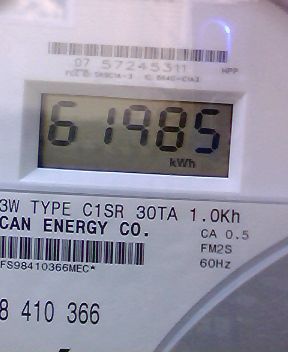 07 57245311
HPP
61985
kWh
3W TYPE C1SR 30TA 1.0Kh
CAN ENERGY CO.
CA 0.5
FM2S
FS98410366MEC*
60Hz
8 410 366